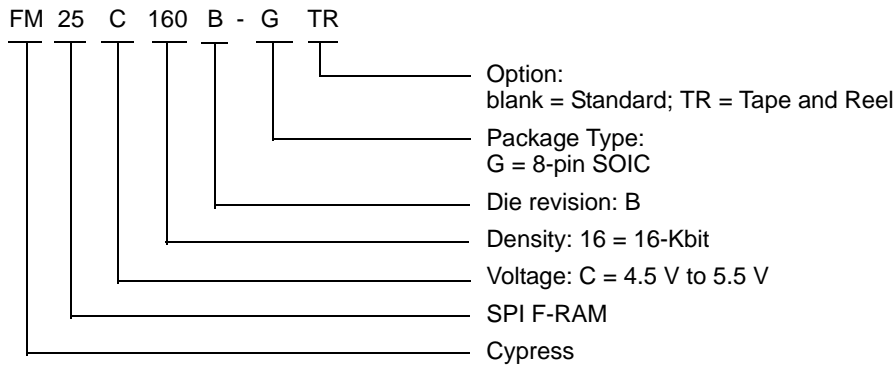 FM 25 C 160 B - G TR
Option:
blank = Standard; TR = Tape and Reel
Package Type:
G = 8-pin SOIC
Die revision: B
Density: 16 = 16-Kbit
Voltage: C = 4.5 V to 5.5 V
SPI F-RAM
Cypress